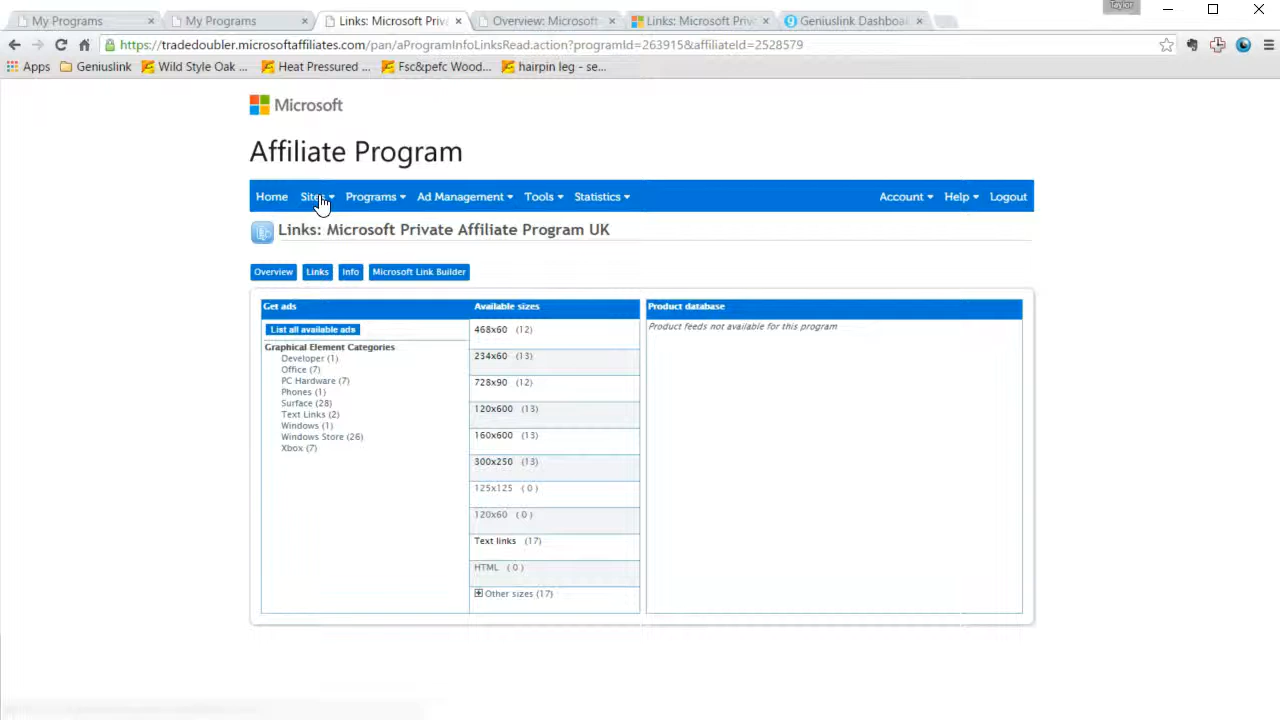 Taylor
My Programs
My Programs
Links: Microsoft Priva
Overview: Microsoft
Links: Microsoft Priva
Geniuslink Dashboa
https://tradedoubler.microsoftaffiliates.com/pan/aProgramInfoLinksRead.action?programId=263915&affiliateId=2528579
Apps
Geniuslink
Wild Style Oak ...
Heat Pressured ...
Fsc&pefc Wood...
hairpin leg - se...
Microsoft
Affiliate Program
Home
Sites
Programs
Ad Management
Tools
Statistics
Account
Help
Logout
Links: Microsoft Private Affiliate Program UK
Overview
Links
Info
Microsoft Link Builder
Get ads
List all available ads
Graphical Element Categories
Developer (1)
Office (7)
PC Hardware (7)
Phones (1)
Surface (28)
Text Links (2)
Windows (1)
Windows Store (26)
Xbox (7)
Available sizes
468x60 (12)
234x60 (13)
728x90 (12)
120x600 (13)
160x600 (13)
300x250 (13)
125x125 ( 0 )
120x60 ( 0 )
Text links (17)
HTML ( 0 )
Other sizes (17)
Product database
Product feeds not available for this program